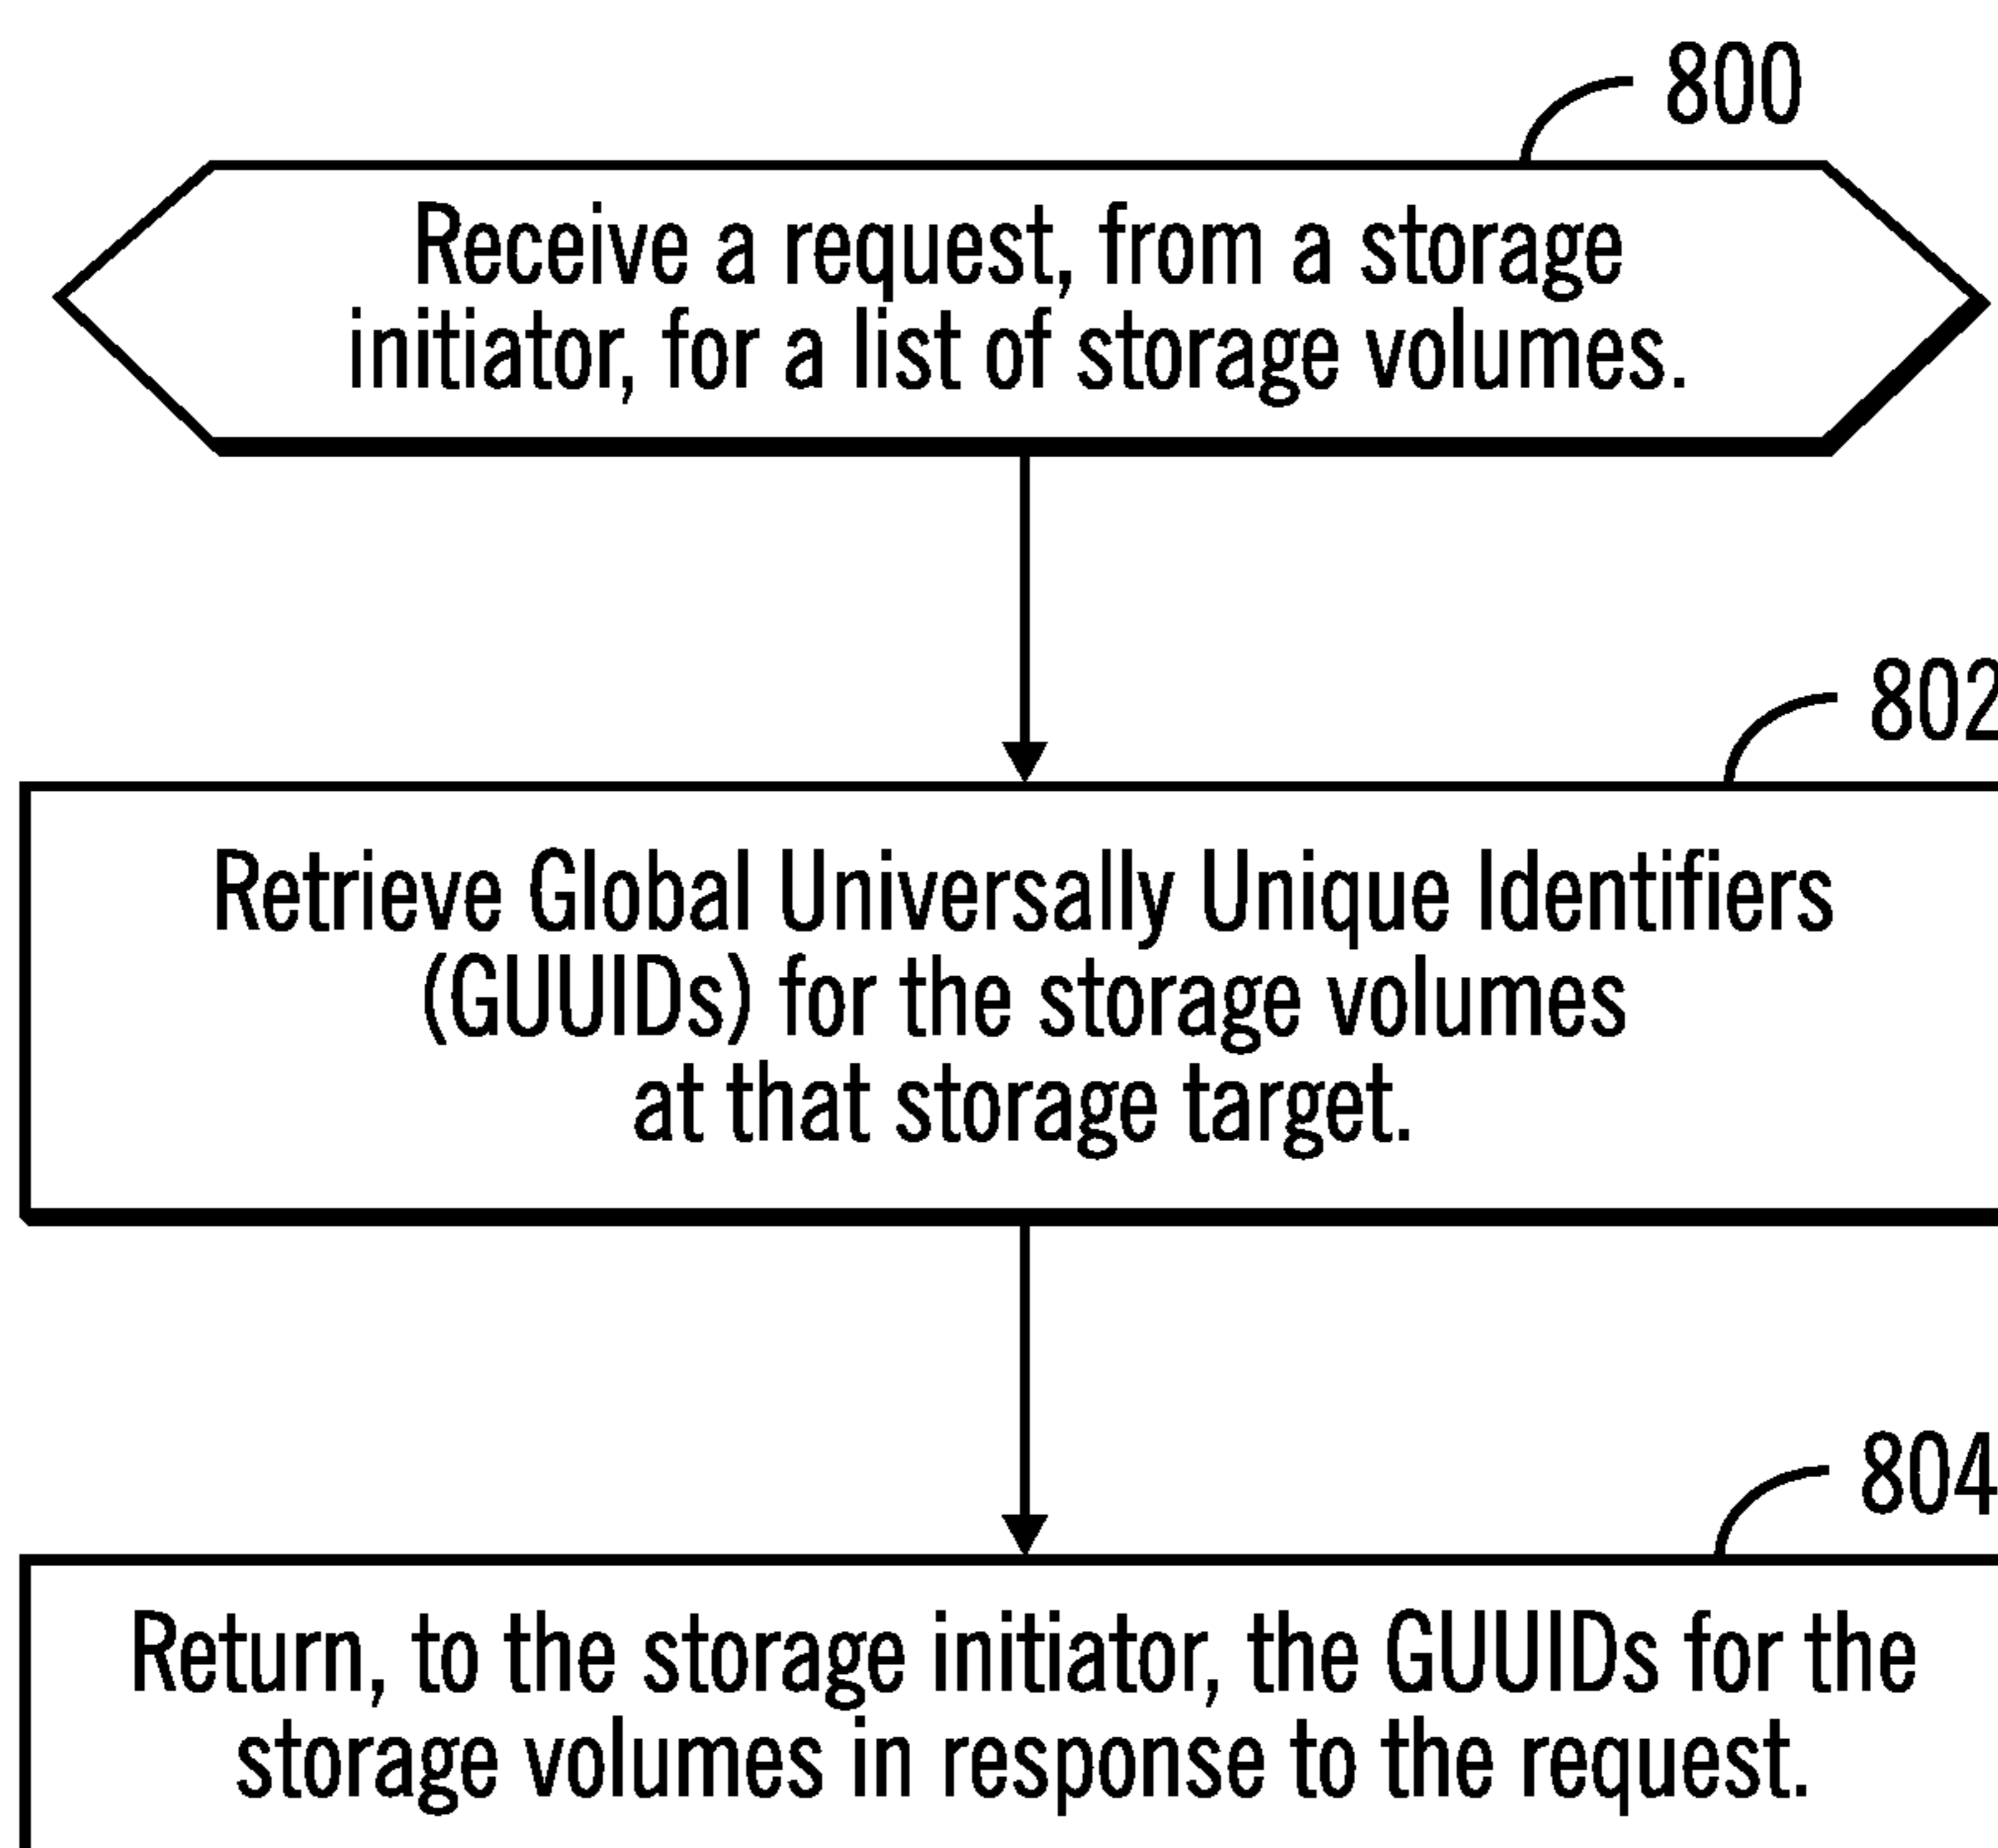 800
Receive a request, from a storage
initiator, for a list of storage volumes.
802
Retrieve Global Universally Unique Identifiers
(GUUIDs) for the storage volumes
at that storage target.
804
Return, to the storage initiator, the GUUIDs for the
storage volumes in response to the request.